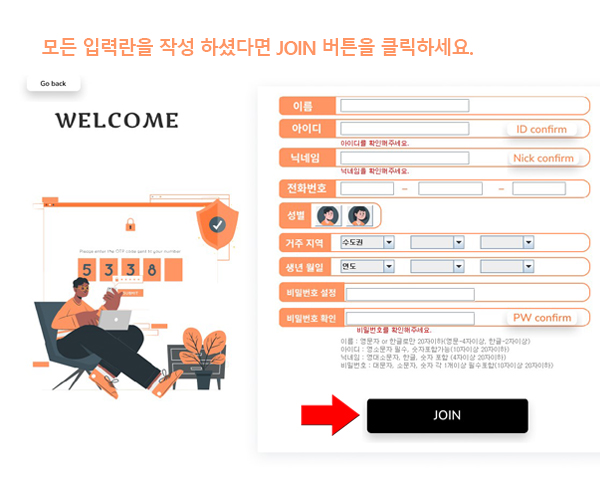 모든 입력란을 작성 하셨다면 JOIN 버튼을 클릭하세요.
Go back
WELCOME
Please enter the OTP code sent to your number
5 3 3 8
SUBMIT
이름
아이디
ID confirm
아이디를 확인해주세요.
닉네임
Nick confirm
닉네임를 확인해주세요.
전화번호 – –
성별
거주 지역 수도권
생년 월일 연도
비밀번호 설정
비밀번호 확인
PW confirm
비밀번호를 확인해주세요.
이름 : 영문자 or 한글로만 20자이하(영문-4자이상, 한글-2자이상)
아이디 : 영소문자 필수, 숫자포함가능(10자이상 20자이하)
닉네임 : 영대소문자, 한글, 숫자 포함 (4자이상 20자이하)
비밀번호 : 대문자, 소문자, 숫자 각 1개이상 필수포함(10자이상 20자이하)
JOIN